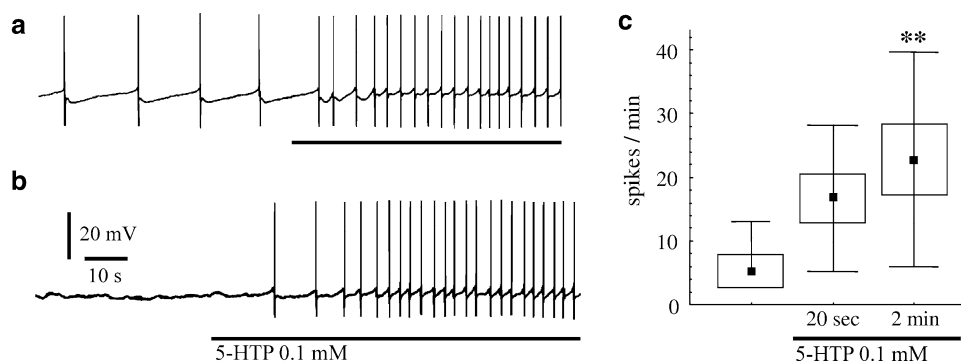 a
b
20 mV
10 s
5-HTP 0.1 mM
c
**
spikes / min
40
30
20
10
0
20 sec
2 min
5-HTP 0.1 mM